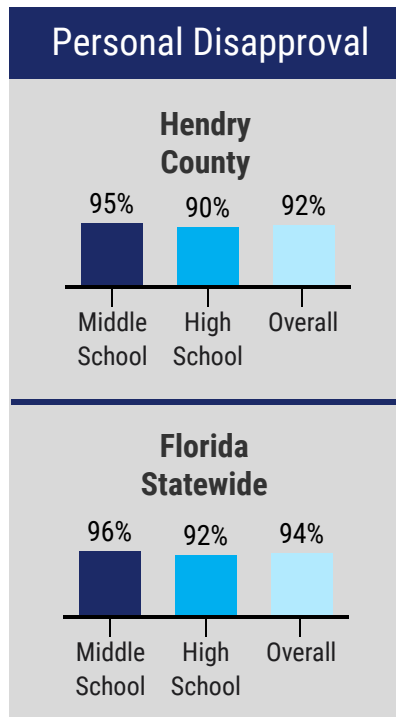 Personal Disapproval
Hendry
County
95% 90% 92%
Middle High Overall
School School
Florida
Statewide
96% 92% 94%
Middle High Overall
School School